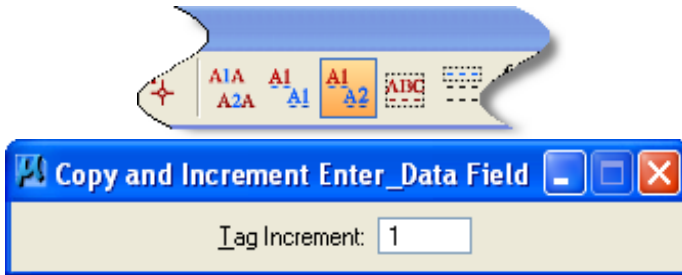 A1A A1 A1 ABC
A2A A1 A2
Copy and Increment Enter_Data Field
Tag Increment: 1